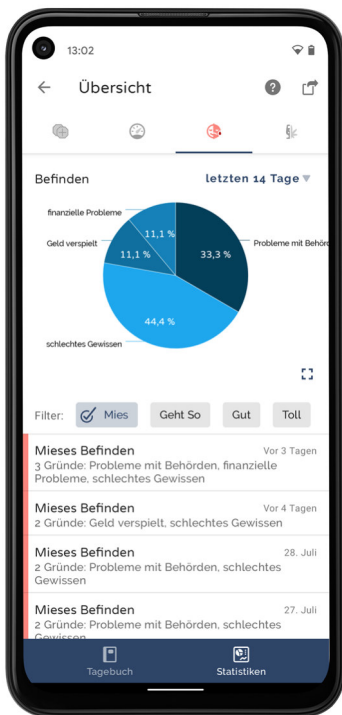 13:02
Übersicht
Befinden
letzten 14 Tage
finanzielle Probleme
11,1 %
Geld verspielt
11,1 %
33,3 %
Probleme mit Behörd
44,4 %
schlechtes Gewissen
Filter:
Mies
Geht So
Gut
Toll
Mieses Befinden
Vor 3 Tagen
3 Gründe: Probleme mit Behörden, finanzielle
Probleme, schlechtes Gewissen
Mieses Befinden
Vor 4 Tagen
2 Gründe: Geld verspielt, schlechtes Gewissen
Mieses Befinden
28. Juli
2 Gründe: Probleme mit Behörden, schlechtes
Gewissen
Mieses Befinden
27. Juli
2 Gründe: Probleme mit Behörden, schlechtes
Gewissen
Tagebuch
Statistiken